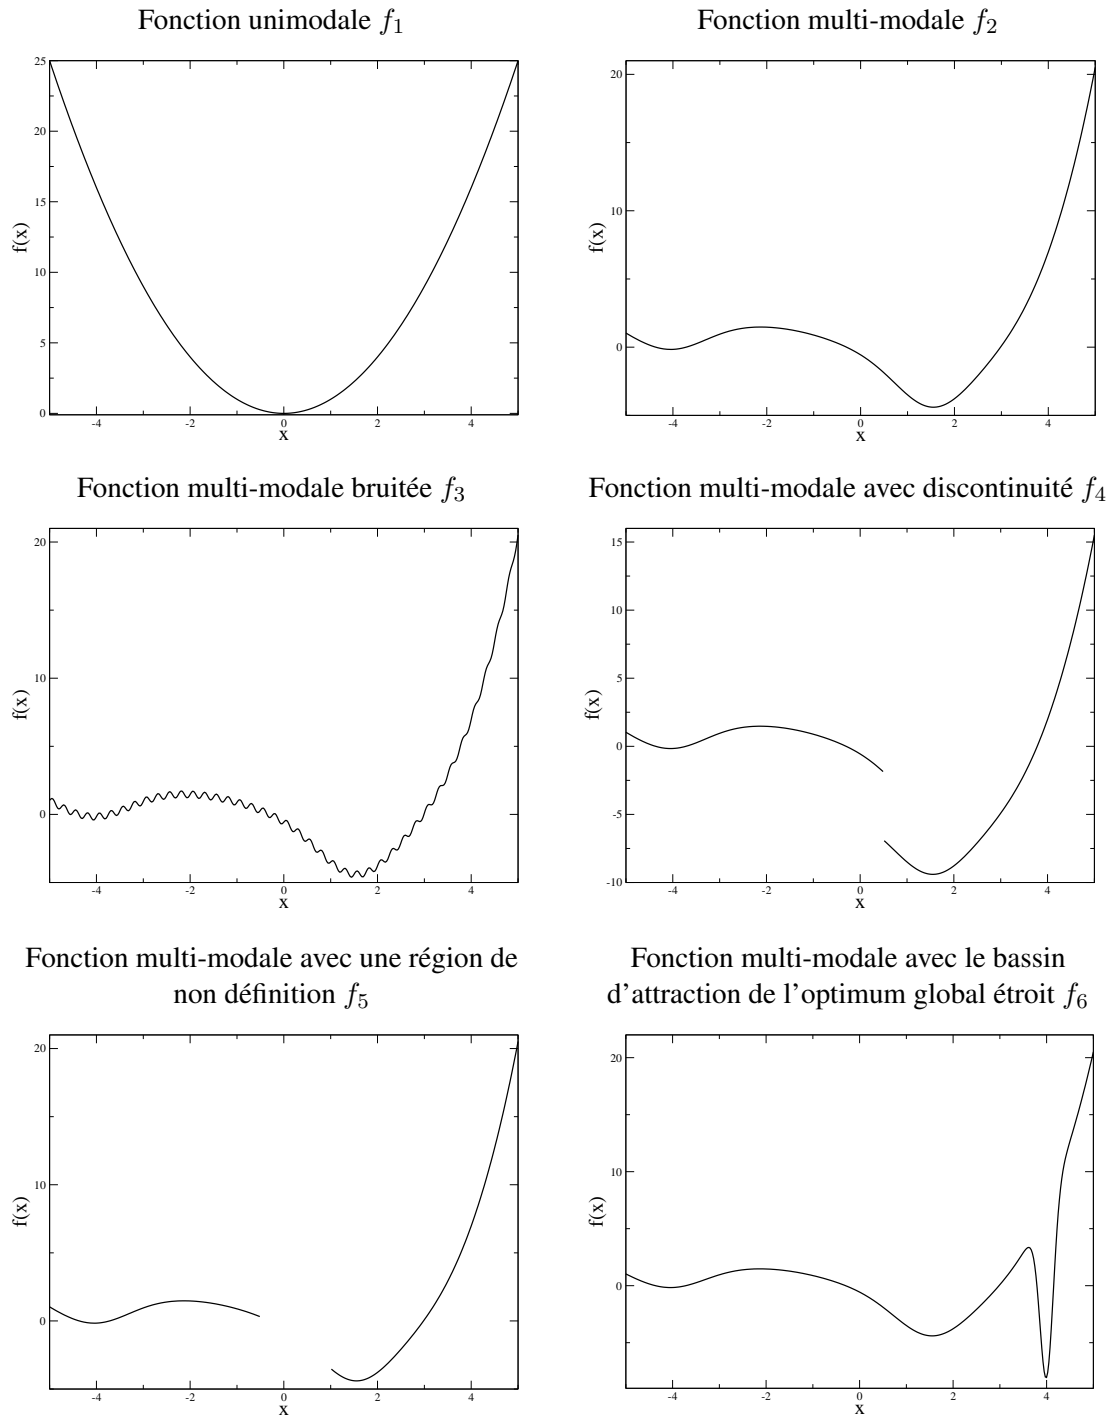 Fonction unimodale f1
Fonction multi-modale f2
25
20
15
10
5
0
f(x)
-4
-2
0
2
4
x
20
10
0
f(x)
-4
-2
0
2
4
x
Fonction multi-modale bruitée f3
Fonction multi-modale avec discontinuité f4
20
10
0
f(x)
-4
-2
0
2
4
x
15
10
5
0
-5
-10
f(x)
-4
-2
0
2
4
x
Fonction multi-modale avec une région de
non définition f5
Fonction multi-modale avec le bassin
d'attraction de l'optimum global étroit f6
20
10
0
f(x)
-4
-2
0
2
4
x
20
10
0
f(x)
-4
-2
0
2
4
x